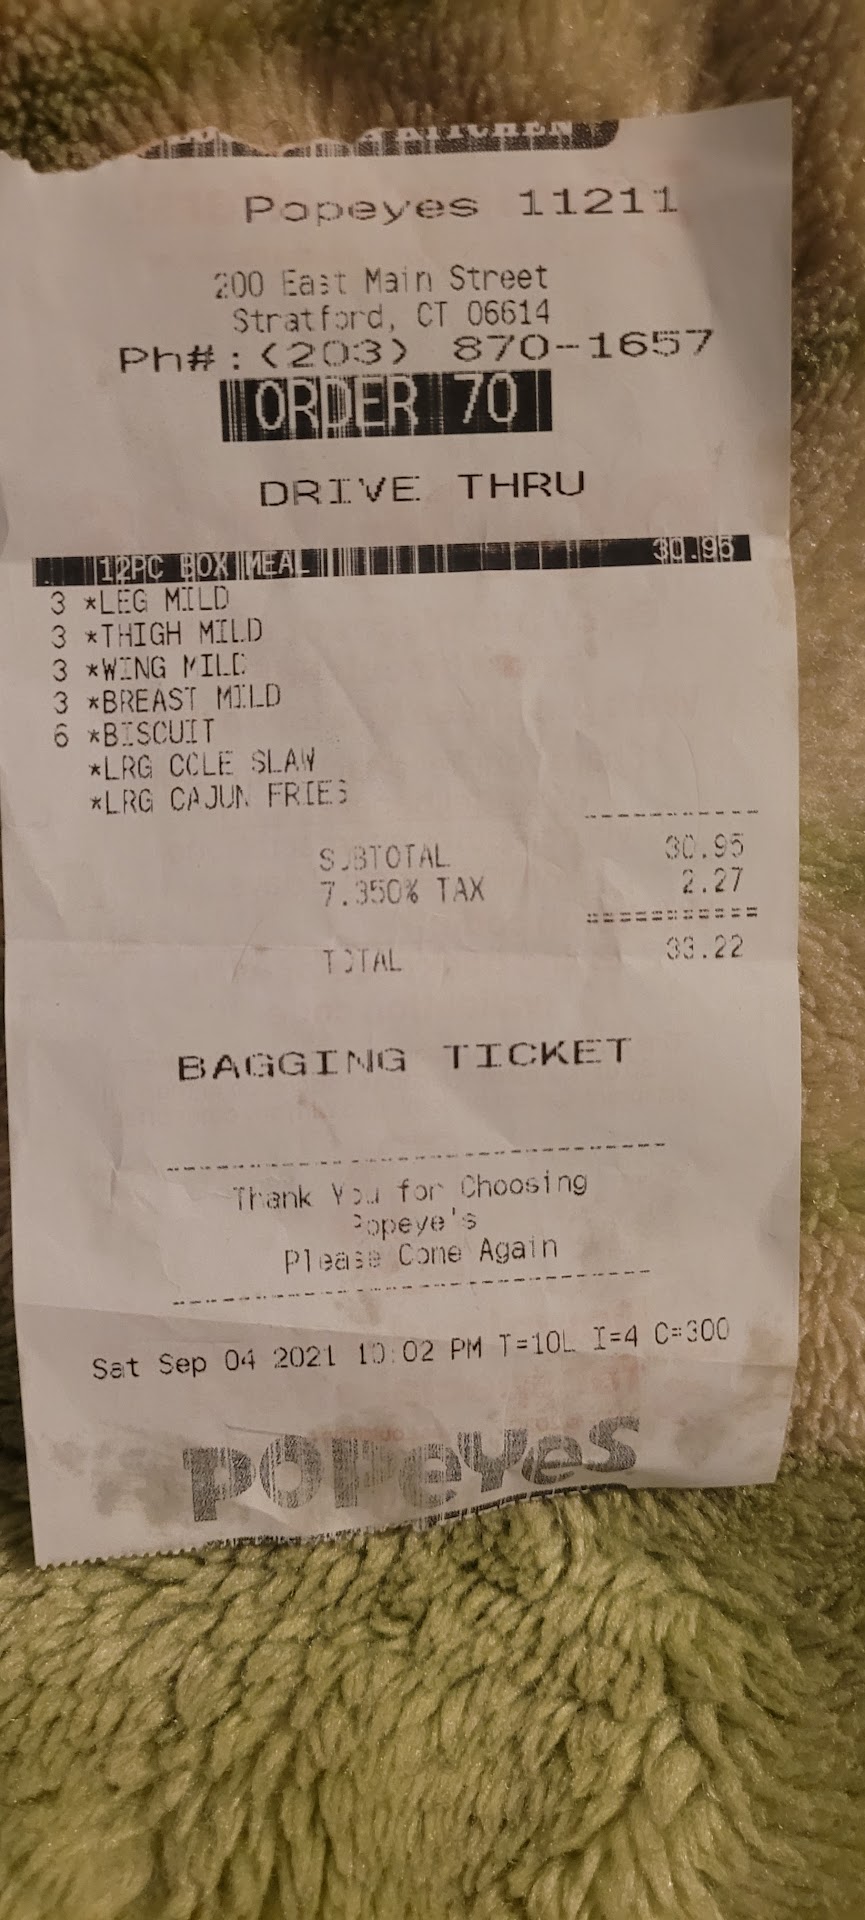 KITCHEN
Popeyes 11211
200 East Main Street
Stratford, CT 06614
Ph#:(203) 870-1657
ORDER 70
DRIVE THRU
12PC BOX MEAL 30.95
3 *LEG MILD
3 *THIGH MILD
3 *WING MILD
3 *BREAST MILD
6 *BISCUIT
*LRG COLE SLAW
*LRG CAJUN FRIES
SUBTOTAL 30.95
7.350% TAX 2.27
TOTAL 33.22
BAGGING TICKET
Thank You for Choosing
Popeye's
Please Come Again
Sat Sep 04 2021 10:02 PM T=10L I=4 C=300
POPeYes